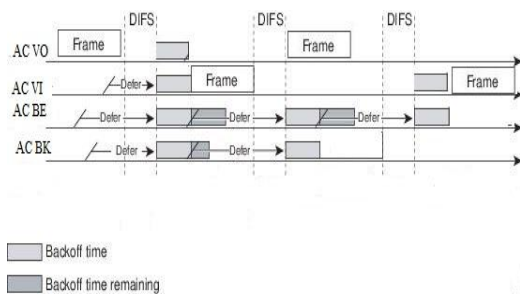 DIFS DIFS DIFS
AC VO Frame Frame
AC VI Defer Frame Frame
AC BE Defer Defer Defer
AC BK Defer Defer
Backoff time
Backoff time remaining